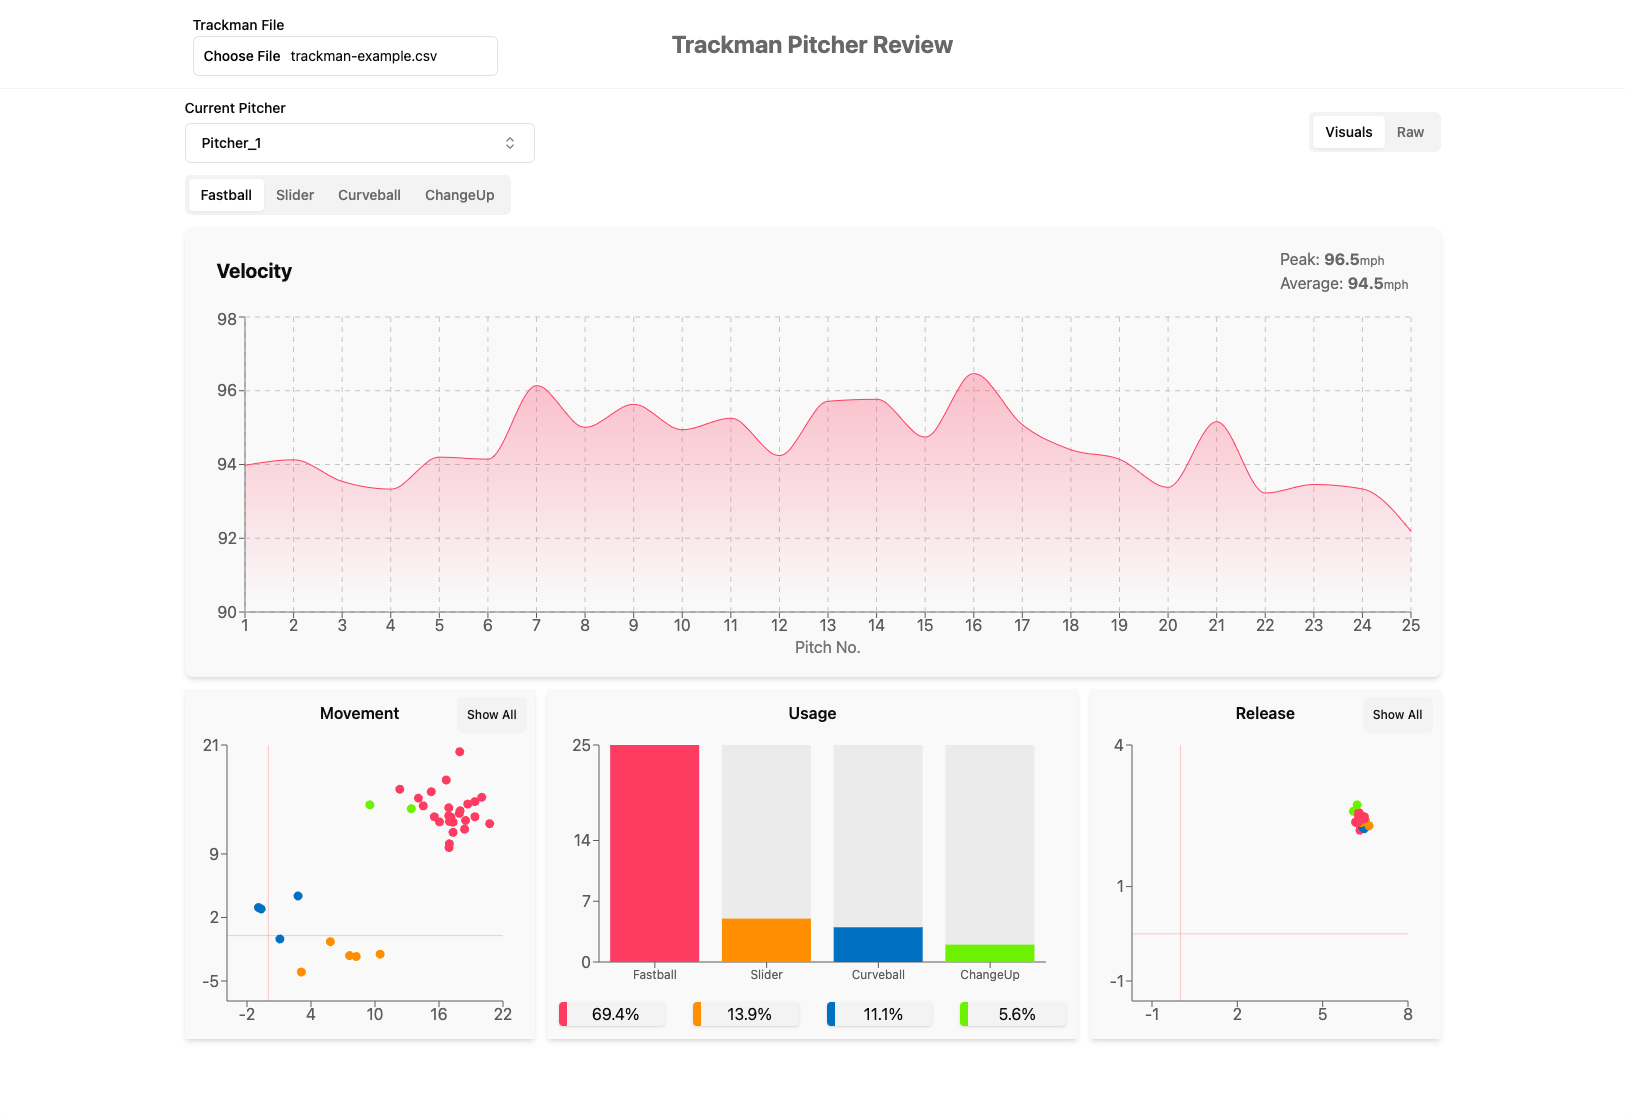 Trackman File
Choose File trackman-example.csv
Trackman Pitcher Review
Current Pitcher
Pitcher_1
Visuals Raw
Fastball Slider Curveball ChangeUp
Velocity
Peak: 96.5mph
Average: 94.5mph
98
96
94
92
90
1 2 3 4 5 6 7 8 9 10 11 12 13 14 15 16 17 18 19 20 21 22 23 24 25
Pitch No.
Movement
Show All
21
9
2
-5
-2 4 10 16 22
Usage
25
14
7
0
Fastball Slider Curveball ChangeUp
69.4% 13.9% 11.1% 5.6%
Release
Show All
4
1
-1
-1 2 5 8